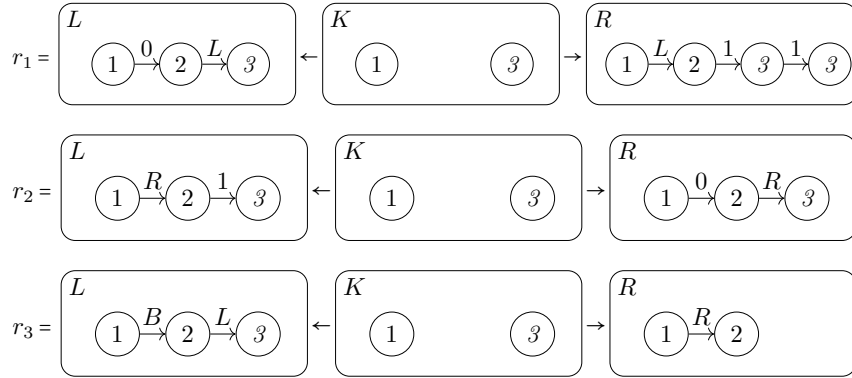 L K R
r₁ = 1 0 2 L 3 ← 1 3 → 1 L 2 1 3 1 3
L K R
r₂ = 1 R 2 1 3 ← 1 3 → 1 0 2 R 3
L K R
r₃ = 1 B 2 L 3 ← 1 3 → 1 R 2